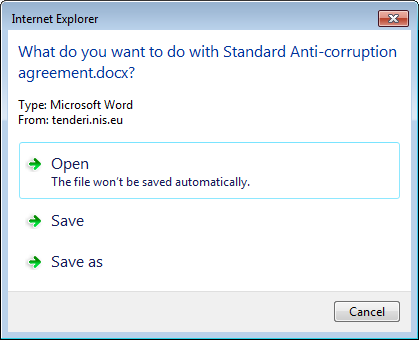 Internet Explorer
What do you want to do with Standard Anti-corruption
agreement.docx?
Type: Microsoft Word
From: tenderi.nis.eu
Open
The file won't be saved automatically.
Save
Save as
Cancel